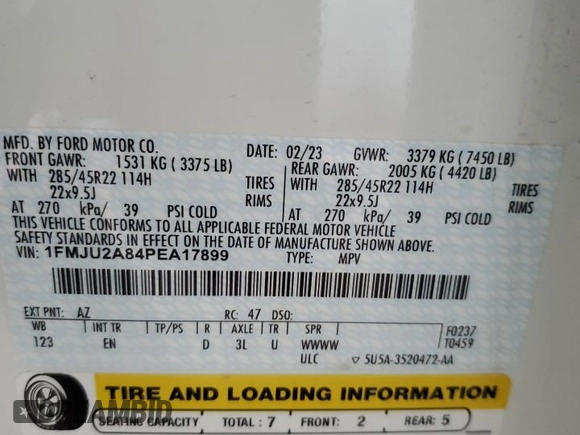 MFD. BY FORD MOTOR CO. DATE: 02/23 GVWR: 3379 KG ( 7450 LB)
FRONT GAWR: 1531 KG ( 3375 LB) REAR GAWR: 2005 KG ( 4420 LB)
WITH 285/45R22 114H TIRES WITH 285/45R22 114H TIRES
22x9.5J RIMS 22x9.5J RIMS
AT 270 kPa/ 39 PSI COLD AT 270 kPa/ 39 PSI COLD
THIS VEHICLE CONFORMS TO ALL APPLICABLE FEDERAL MOTOR VEHICLE
SAFETY STANDARDS IN EFFECT ON THE DATE OF MANUFACTURE SHOWN ABOVE.
VIN: 1FMJU2A84PEA17899 TYPE: MPV
EXT PNT: AZ RC: 47 DSO:
WB INT TR TP/PS R AXLE TR SPR F0237
123 EN D 3L U WWWW T0459
ULC ▽ 5U5A-3520472-AA
TIRE AND LOADING INFORMATION
SEATING CAPACITY TOTAL : 7 FRONT: 2 REAR: 5